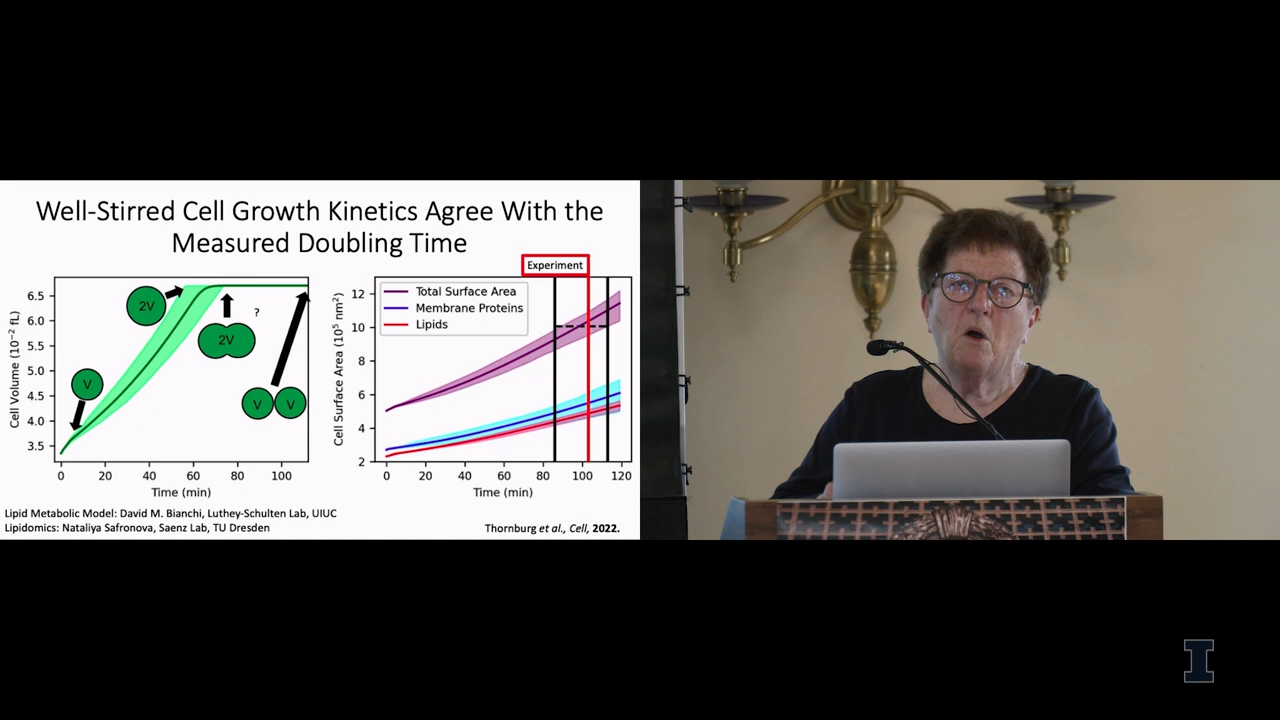 Well-Stirred Cell Growth Kinetics Agree With the
Measured Doubling Time
Experiment
Cell Volume (10⁻² fL)
6.5
6.0
5.5
5.0
4.5
4.0
3.5
2V
2V
?
V
V V
0 20 40 60 80 100
Time (min)
Cell Surface Area (10⁵ nm²)
12
10
8
6
4
2
Total Surface Area
Membrane Proteins
Lipids
0 20 40 60 80 100 120
Time (min)
Lipid Metabolic Model: David M. Bianchi, Luthey-Schulten Lab, UIUC
Lipidomics: Nataliya Safronova, Saenz Lab, TU Dresden
Thornburg et al., Cell, 2022.
I